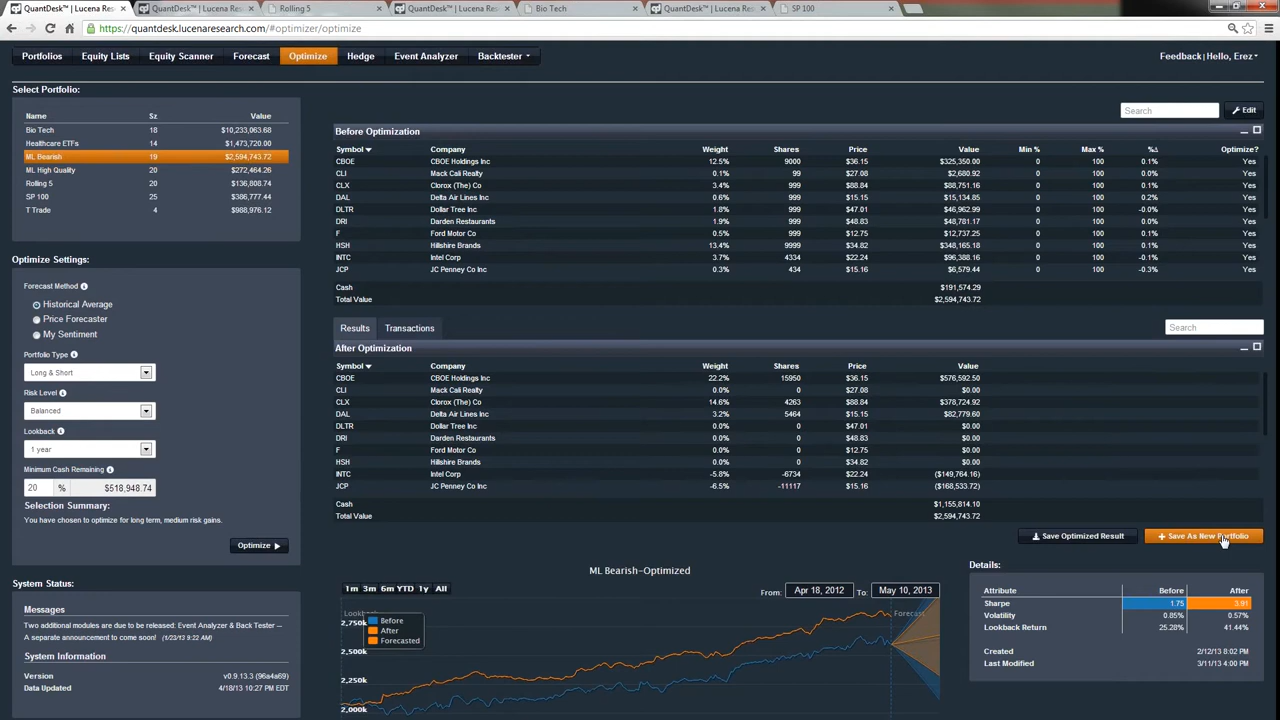 QuantDesk™ | Lucena Res
QuantDesk™ | Lucena Res
Rolling 5
QuantDesk™ | Lucena Res
Bio Tech
QuantDesk™ | Lucena Resea
SP 100
https://quantdesk.lucenaresearch.com/#optimizer/optimize
Portfolios Equity Lists Equity Scanner Forecast Optimize Hedge Event Analyzer Backtester
Feedback | Hello, Erez
Select Portfolio:
Name Sz Value
Bio Tech 18 $10,233,063.68
Healthcare ETFs 14 $1,473,720.00
ML Bearish 19 $2,594,743.72
ML High Quality 20 $272,464.26
Rolling 5 20 $136,808.74
SP 100 25 $386,777.44
T Trade 4 $988,976.12
Optimize Settings:
Forecast Method
Historical Average
Price Forecaster
My Sentiment
Portfolio Type
Long & Short
Risk Level
Balanced
Lookback
1 year
Minimum Cash Remaining
20 % $518,948.74
Selection Summary:
You have chosen to optimize for long term, medium risk gains.
Optimize
System Status:
Messages
Two additional modules are to be released: Event Analyzer & Back Tester --
A separate announcement to come soon! (1/23/13 9:22 AM)
System Information
Version v0.9.13.3 (96a4a69)
Data Updated 4/18/13 10:27 PM EDT
Search
Edit
Before Optimization
Symbol Company Weight Shares Price Value Min % Max % %Δ Optimize?
CBOE CBOE Holdings Inc 12.5% 9000 $36.15 $325,350.00 0 100 0.1% Yes
CLI Mack Cali Realty 0.1% 99 $27.08 $2,680.92 0 100 0.0% Yes
CLX Clorox (The) Co 3.4% 999 $88.84 $88,751.16 0 100 0.1% Yes
DAL Delta Air Lines Inc 0.6% 999 $15.15 $15,134.85 0 100 0.2% Yes
DLTR Dollar Tree Inc 1.8% 999 $47.01 $46,962.99 0 100 -0.0% Yes
DRI Darden Restaurants 1.9% 999 $48.83 $48,781.17 0 100 0.0% Yes
F Ford Motor Co 0.5% 999 $12.75 $12,737.25 0 100 0.1% Yes
HSH Hillshire Brands 13.4% 9999 $34.82 $348,165.18 0 100 0.1% Yes
INTC Intel Corp 3.7% 4334 $22.24 $96,388.16 0 100 -0.1% Yes
JCP JC Penney Co Inc 0.3% 434 $15.16 $6,579.44 0 100 -0.3% Yes
Cash $191,574.29
Total Value $2,594,743.72
Results Transactions
Search
After Optimization
Symbol Company Weight Shares Price Value
CBOE CBOE Holdings Inc 22.2% 15950 $36.15 $576,592.50
CLI Mack Cali Realty 0.0% 0 $27.08 $0.00
CLX Clorox (The) Co 14.6% 4263 $88.84 $378,724.92
DAL Delta Air Lines Inc 3.2% 5464 $15.15 $82,779.60
DLTR Dollar Tree Inc 0.0% 0 $47.01 $0.00
DRI Darden Restaurants 0.0% 0 $48.83 $0.00
F Ford Motor Co 0.0% 0 $12.75 $0.00
HSH Hillshire Brands 0.0% 0 $34.82 $0.00
INTC Intel Corp -5.8% -6734 $22.24 ($149,764.16)
JCP JC Penney Co Inc -6.5% -11117 $15.16 ($168,533.72)
Cash $1,155,814.10
Total Value $2,594,743.72
Save Optimized Result
Save As New Portfolio
ML Bearish-Optimized
1m 3m 6m YTD 1y All
From: Apr 18, 2012 To: May 10, 2013
Lookback
Forecast
Before
After
Forecasted
2,750k
2,500k
2,250k
2,000k
Details:
Attribute Before After
Sharpe 1.75 3.91
Volatility 0.85% 0.57%
Lookback Return 25.28% 41.44%
Created 2/12/13 8:02 PM
Last Modified 3/11/13 4:00 PM